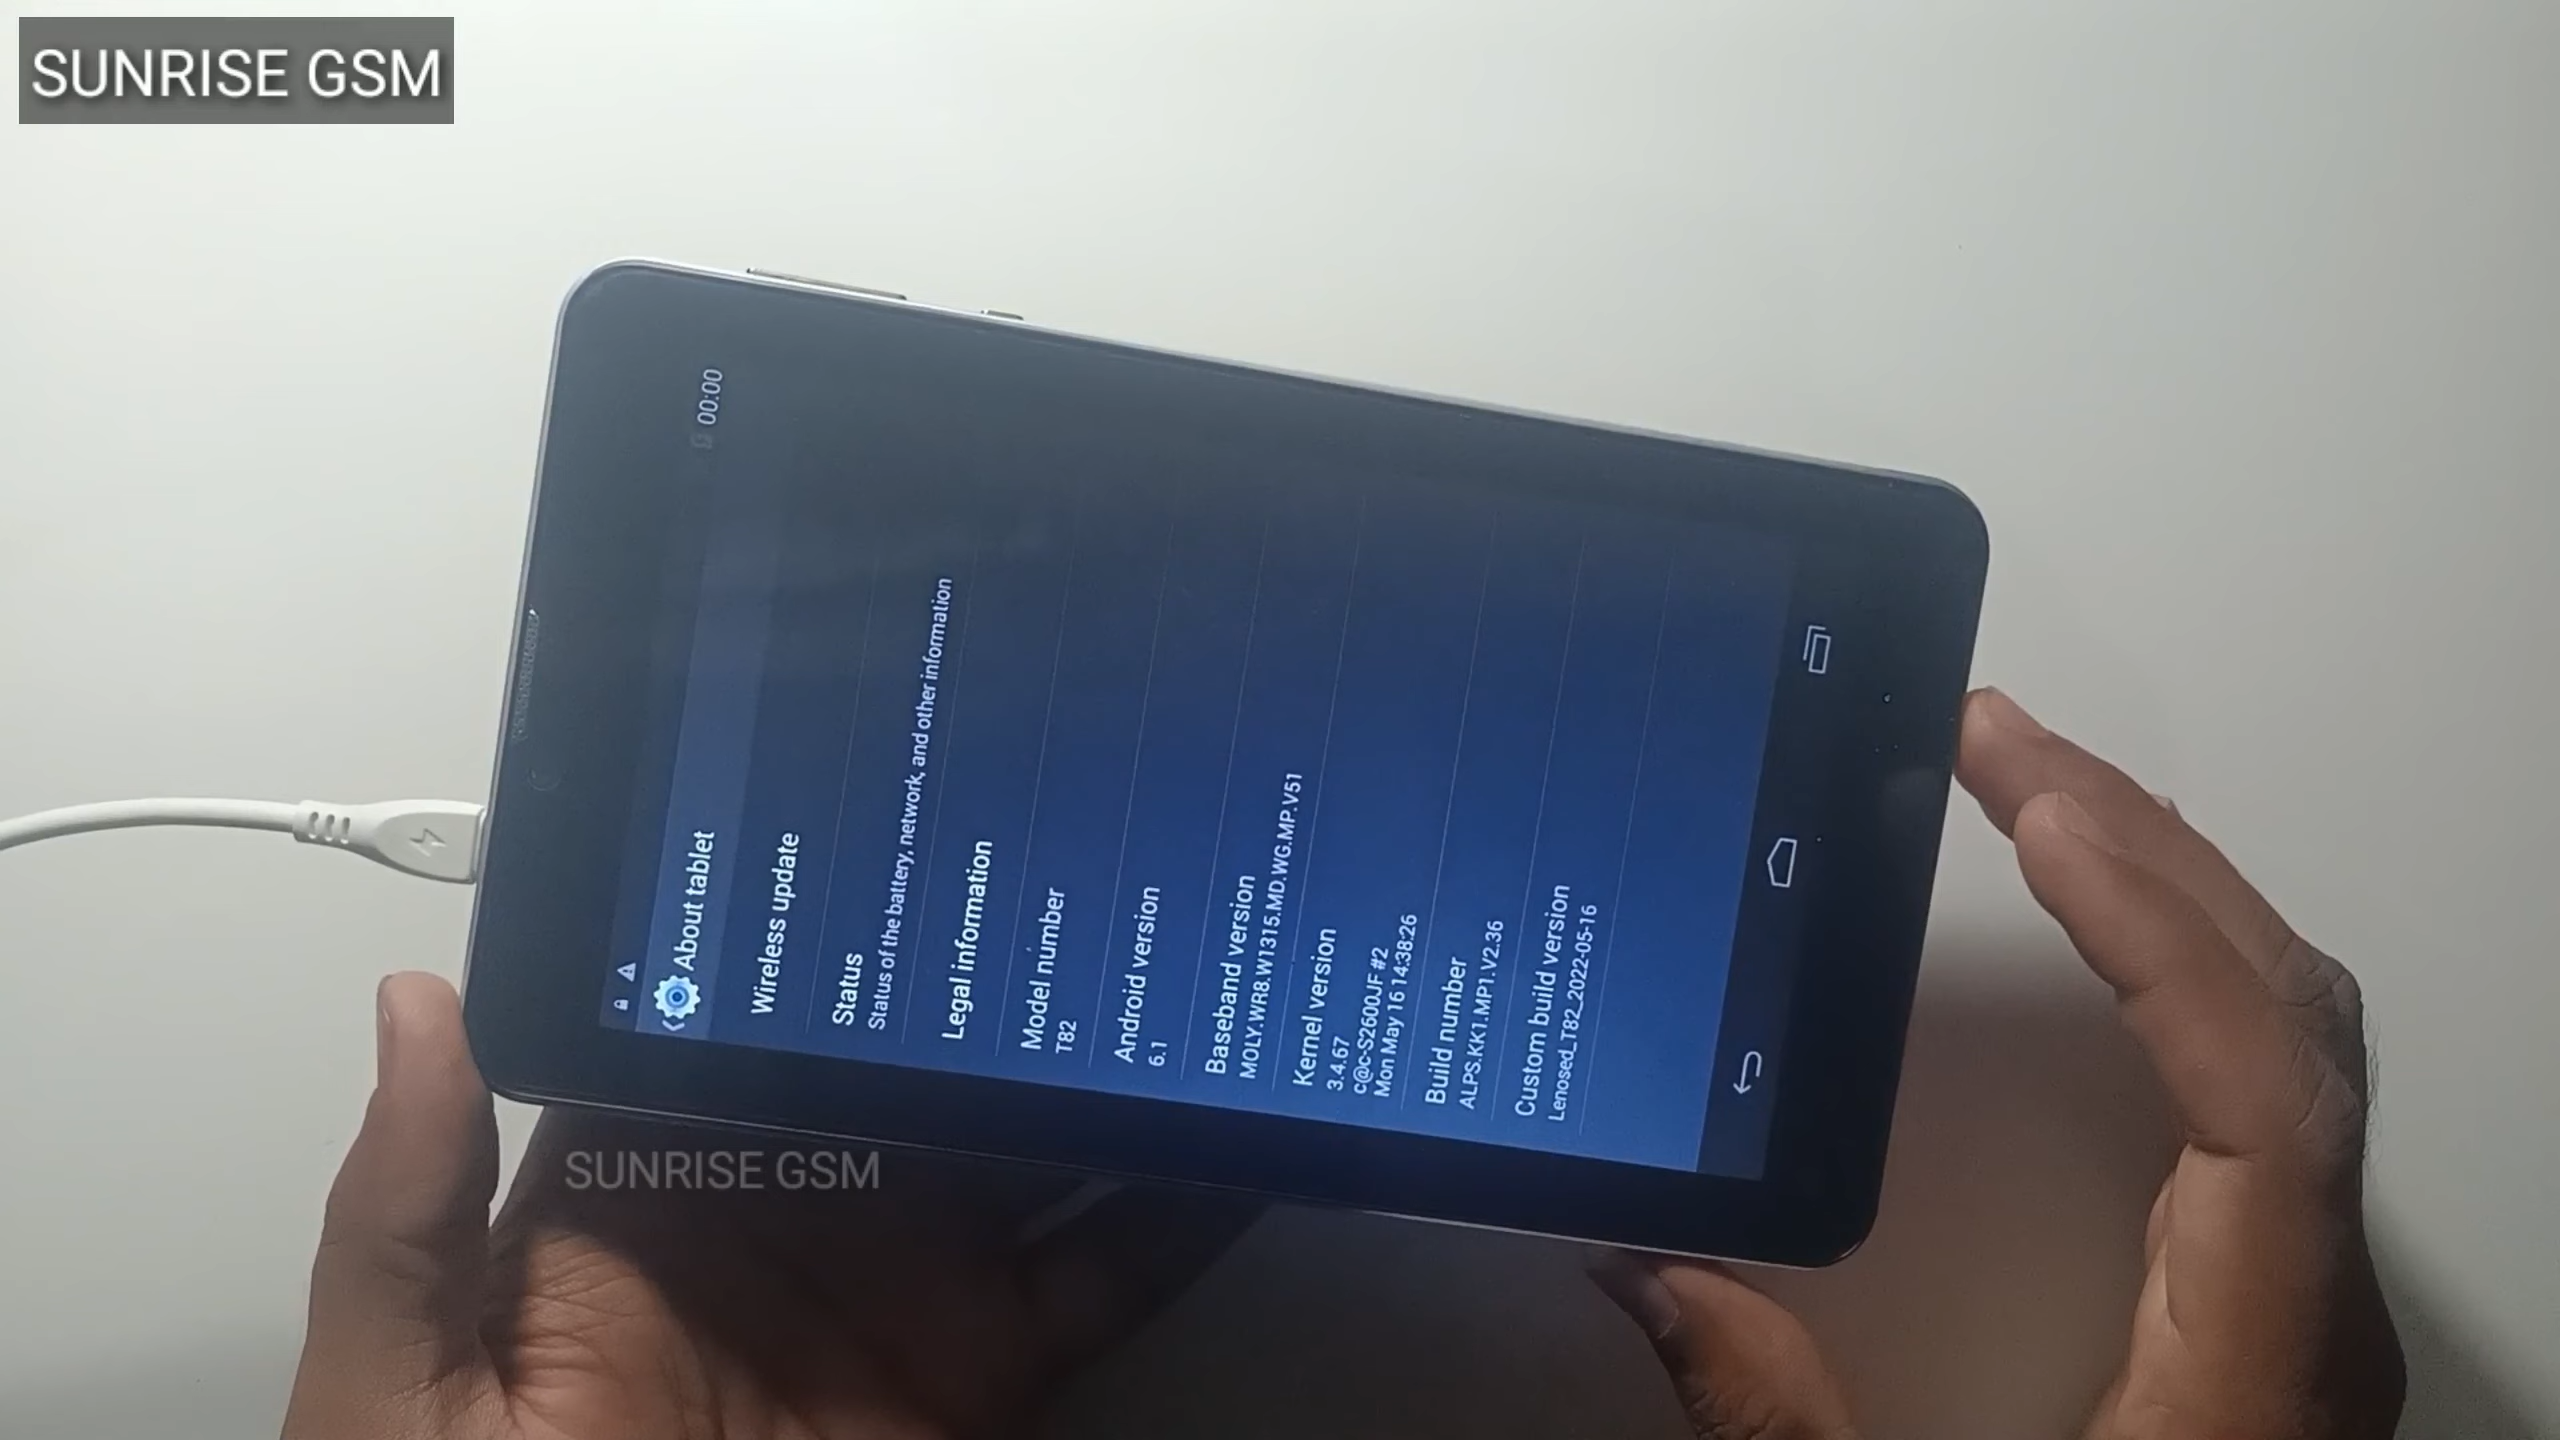 SUNRISE GSM
00:00
About tablet
Wireless update
Status
Status of the battery, network, and other information
Legal information
Model number
T82
Android version
6.1
Baseband version
MOLY.WR8.W1315.MD.WG.MP.V51
Kernel version
3.4.67
c@c-S2600JF #2
Mon May 16 14:38:26
Build number
ALPS.KK1.MP1.V2.36
Custom build version
Lenosed_T82_2022-05-16
SUNRISE GSM